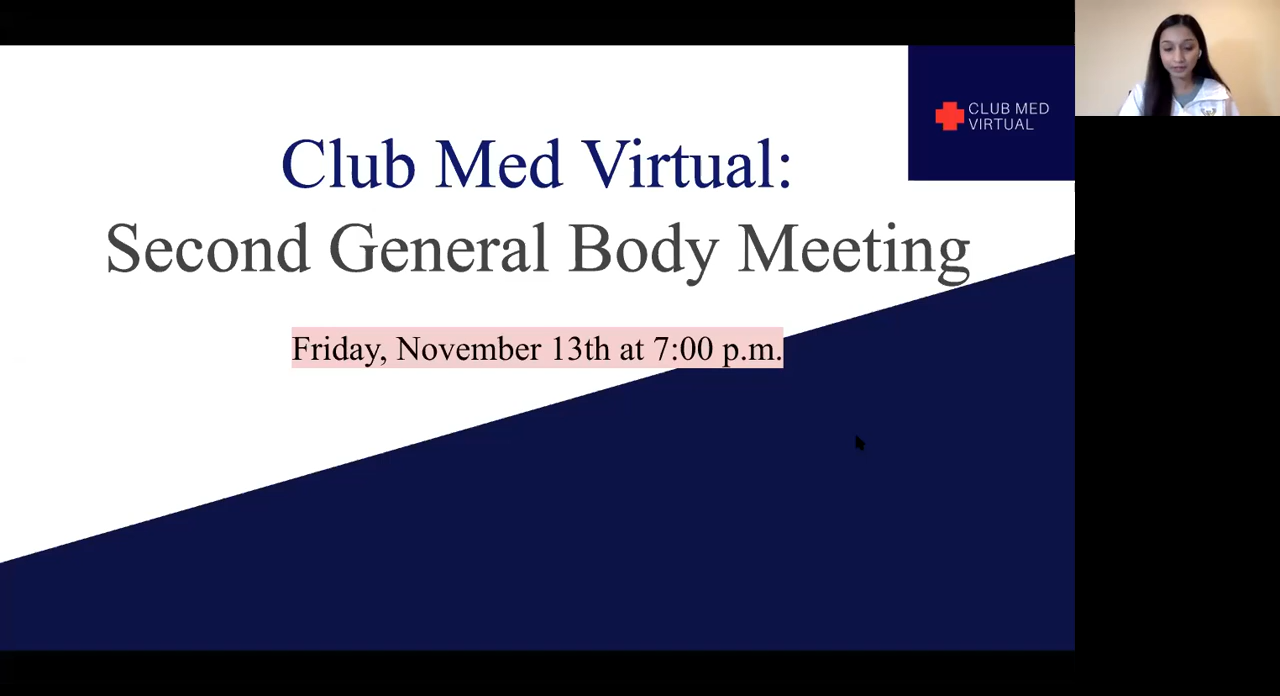 Club Med Virtual:
Second General Body Meeting
Friday, November 13th at 7:00 p.m.
CLUB MED
VIRTUAL